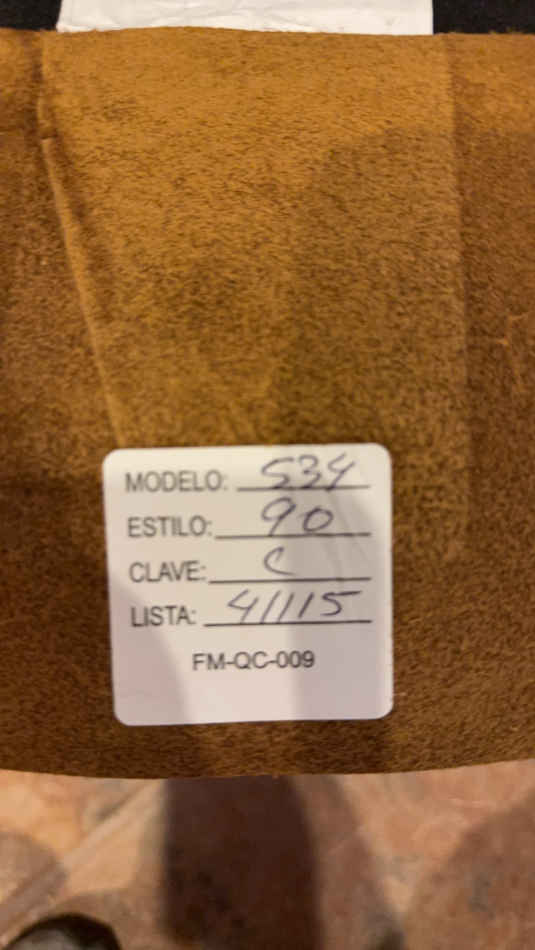 MODELO: 534
ESTILO: 90
CLAVE: C
LISTA: 41115
FM-QC-009